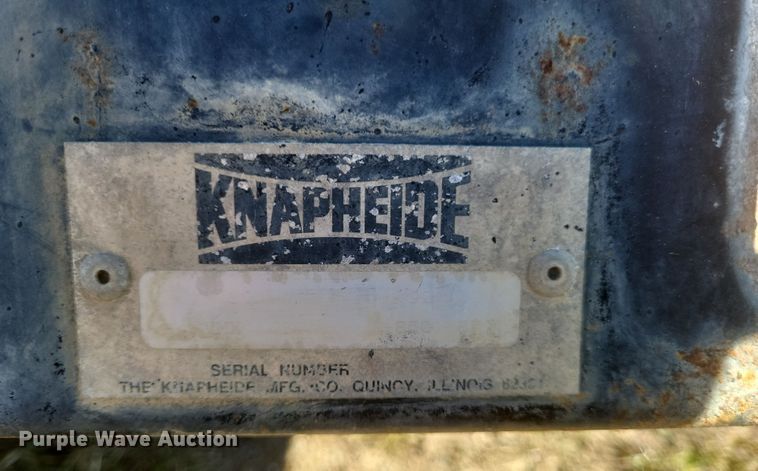 KNAPHEIDE
SERIAL NUMBER
THE KNAPHEIDE MFG. CO. QUINCY, ILLINOIS
Purple Wave Auction